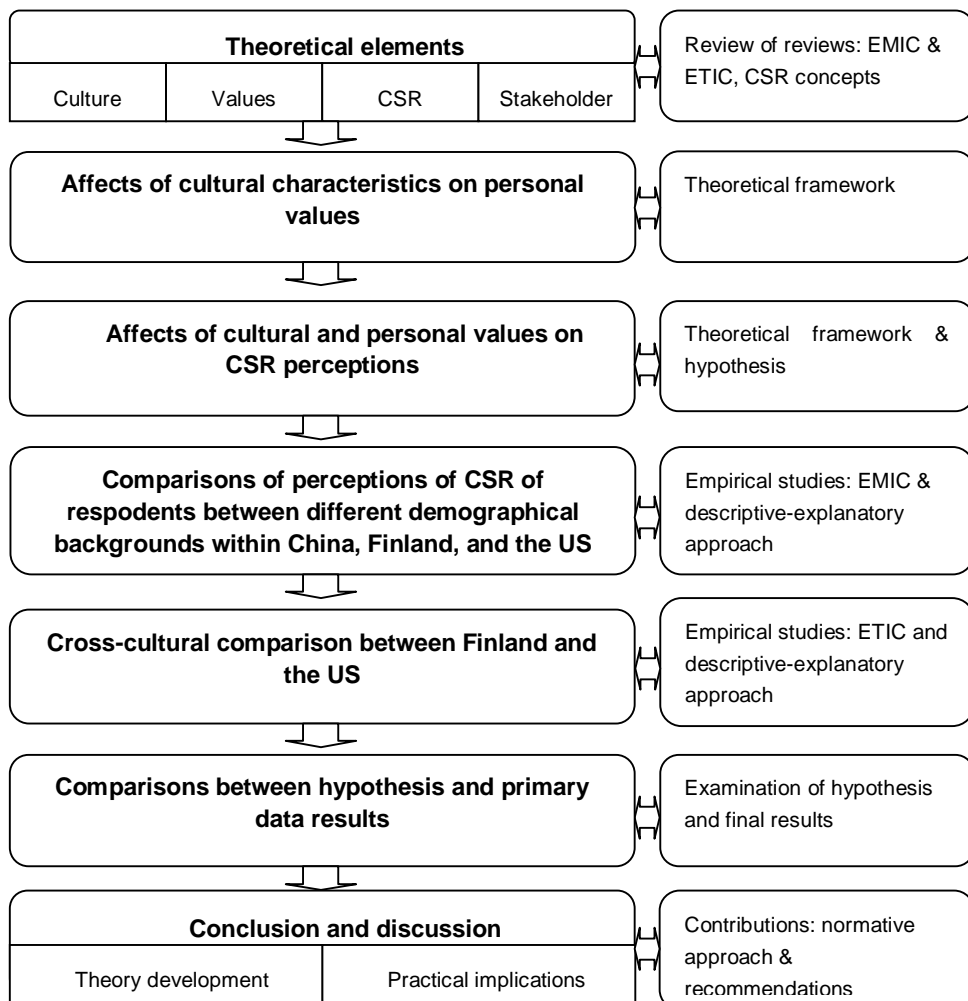 Theoretical elements
Culture
Values
CSR
Stakeholder
Review of reviews: EMIC &
ETIC, CSR concepts
Affects of cultural characteristics on personal
values
Theoretical framework
Affects of cultural and personal values on
CSR perceptions
Theoretical framework &
hypothesis
Comparisons of perceptions of CSR of
respodent between different demographical
backgrounds within China, Finland, and the US
Empirical studies: EMIC &
descriptive-explanatory
approach
Cross-cultural comparison between Finland and
the US
Empirical studies: ETIC and
descriptive-explanatory
approach
Comparisons between hypothesis and primary
data results
Examination of hypothesis
and final results
Conclusion and discussion
Theory development
Practical implications
Contributions: normative
approach &
recommendations